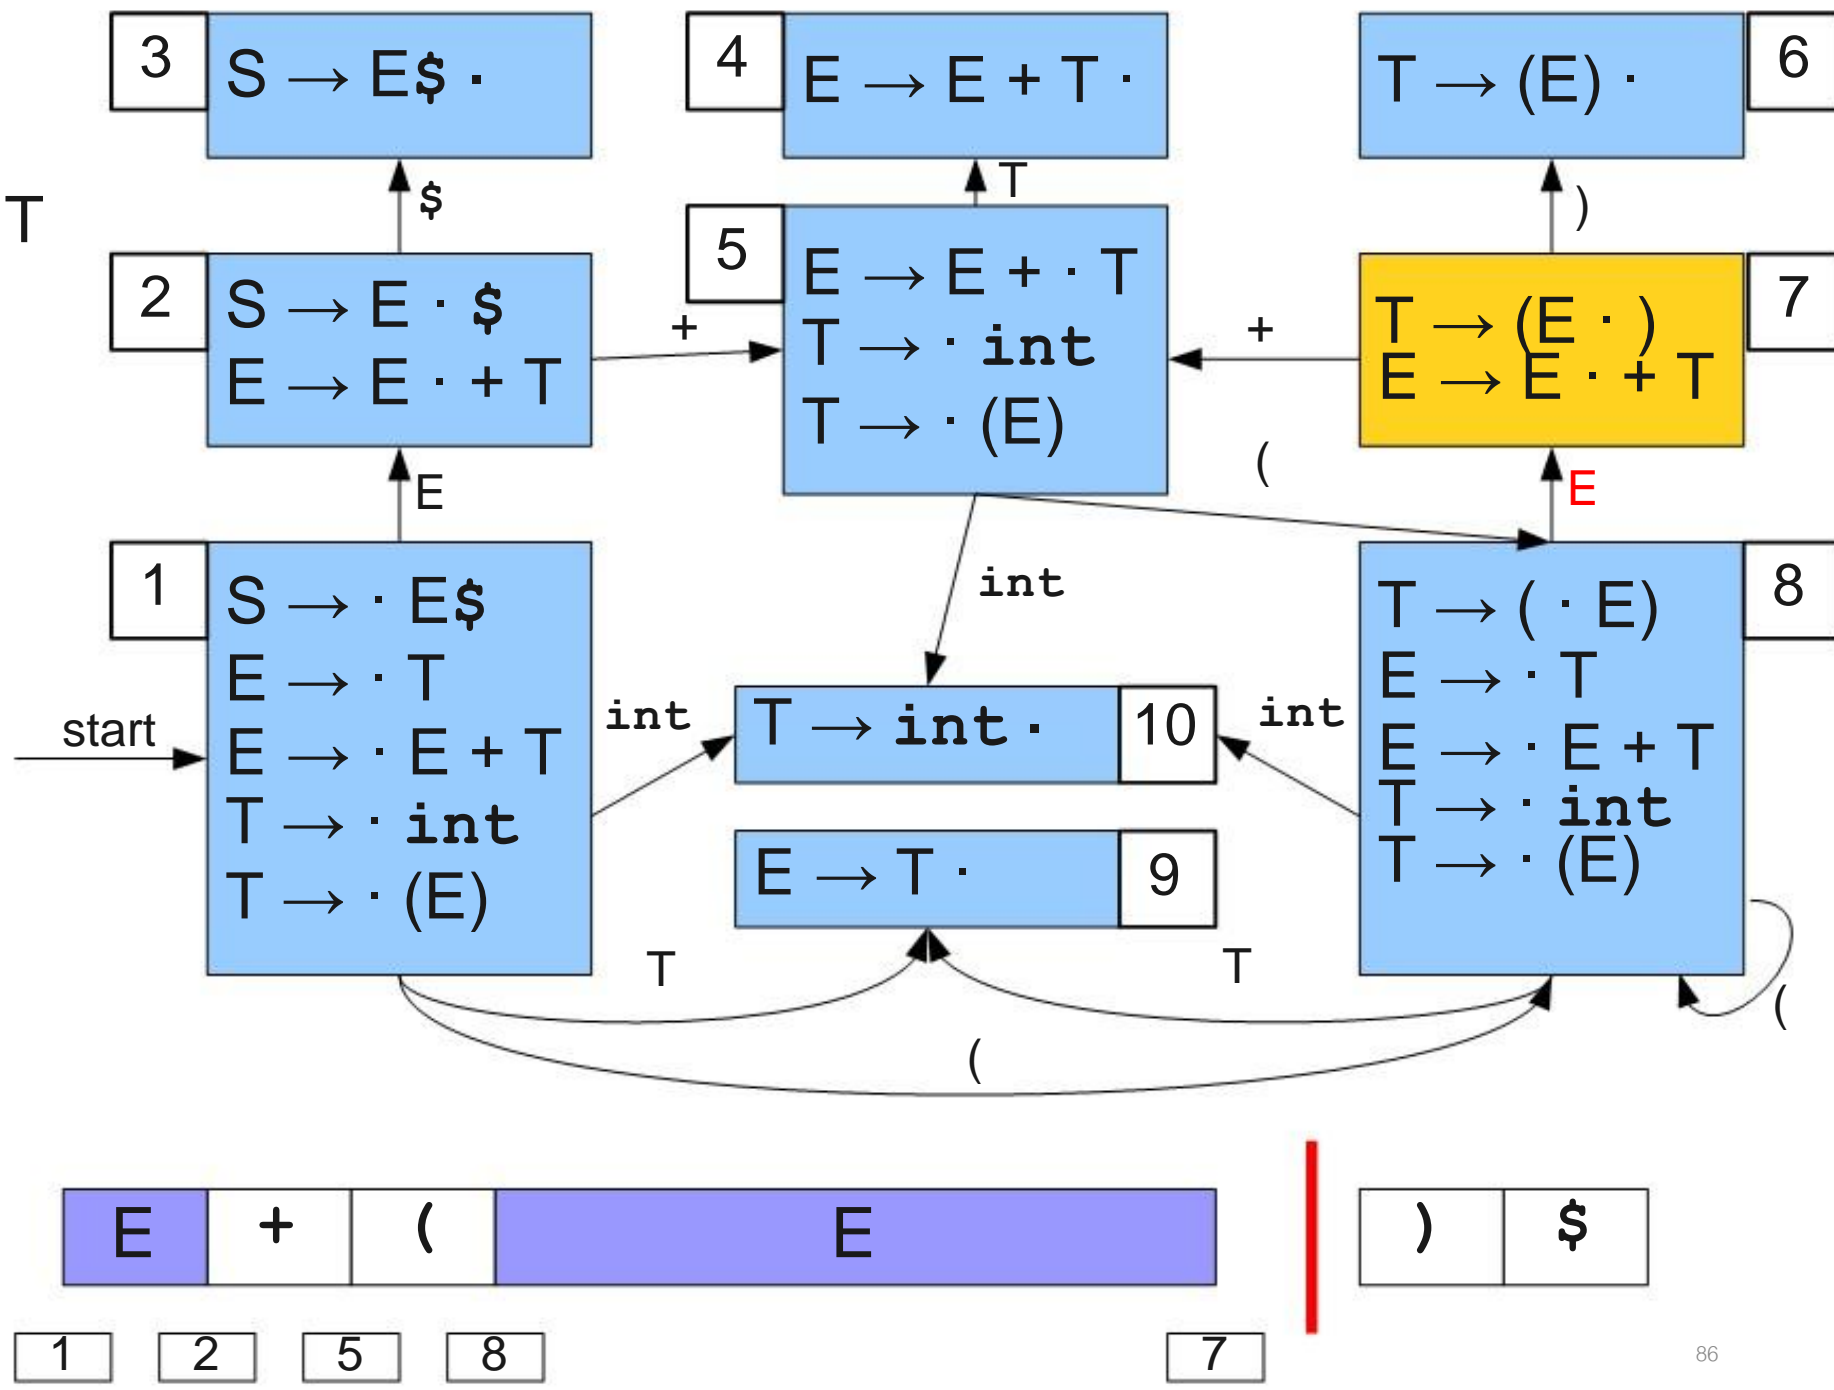 3
S → E$ ·
4
E → E + T ·
T → (E) ·
6
$
T
)
T
2
S → E · $
E → E · + T
+
5
E → E + · T
T → · int
T → · (E)
+
T → (E · )
E → E · + T
7
E
(
E
1
S → · E$
E → · T
E → · E + T
T → · int
T → · (E)
start
int
int
T → int ·
10
int
E → T ·
9
T → ( · E)
E → · T
E → · E + T
T → · int
T → · (E)
8
T
T
(
(
E + ( E ) $
1 2 5 8 7
86